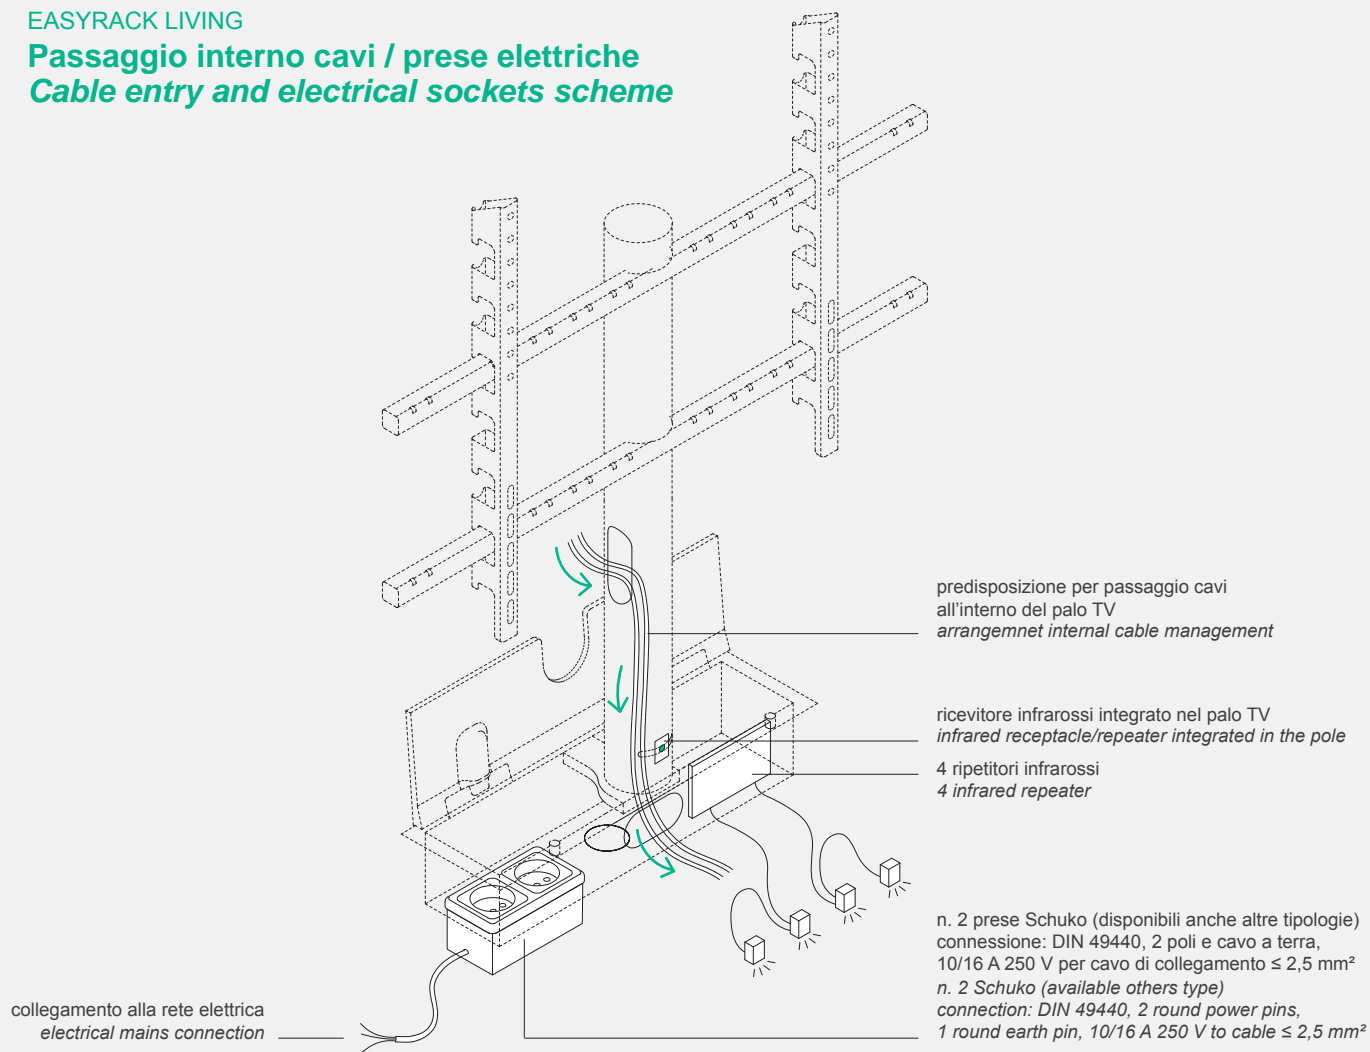 EASYRACK LIVING
Passaggio interno cavi / prese elettriche
Cable entry and electrical sockets scheme
predisposizione per passaggio cavi
all'interno del palo TV
arrangemnet internal cable management
ricevitore infrarossi integrato nel palo TV
infrared receptacle/repeater integrated in the pole
4 ripetitori infrarossi
4 infrared repeater
n. 2 prese Schuko (disponibili anche altre tipologie)
connessione: DIN 49440, 2 poli e cavo a terra,
10/16 A 250 V per cavo di collegamento ≤ 2,5 mm²
n. 2 Schuko (available others type)
connection: DIN 49440, 2 round power pins,
1 round earth pin, 10/16 A 250 V to cable ≤ 2,5 mm²
collegamento alla rete elettrica
electrical mains connection